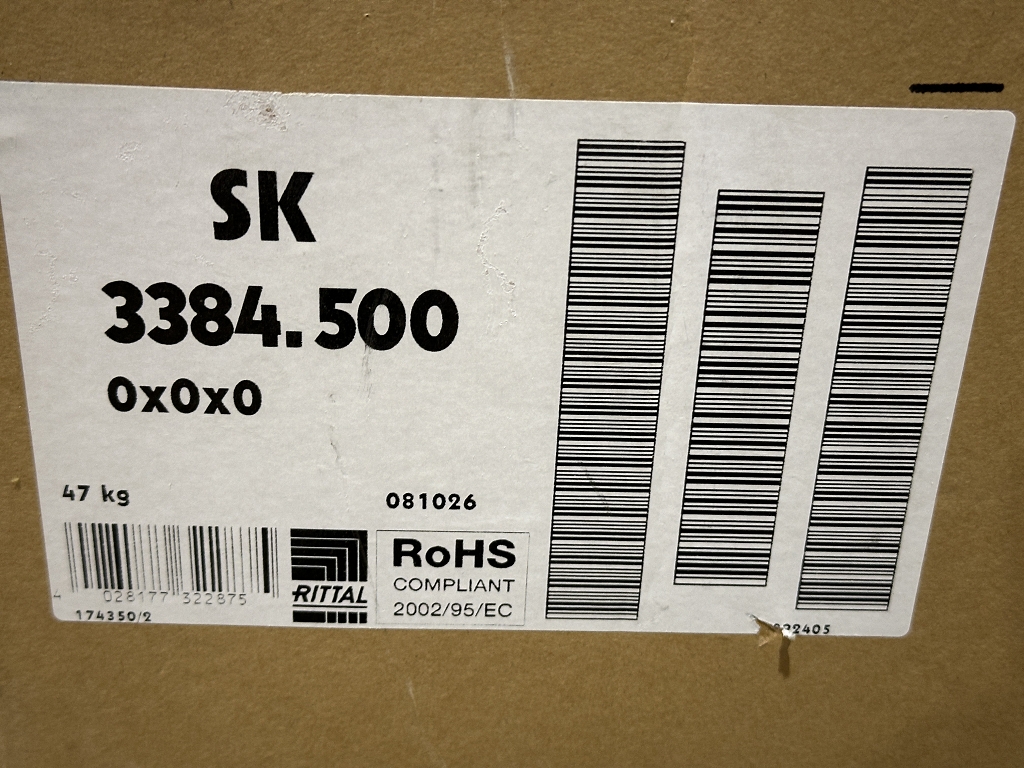 SK
3384.500
0x0x0
47 kg
081026
4 028177 322875
174350/2
RITTAL
RoHS
COMPLIANT
2002/95/EC